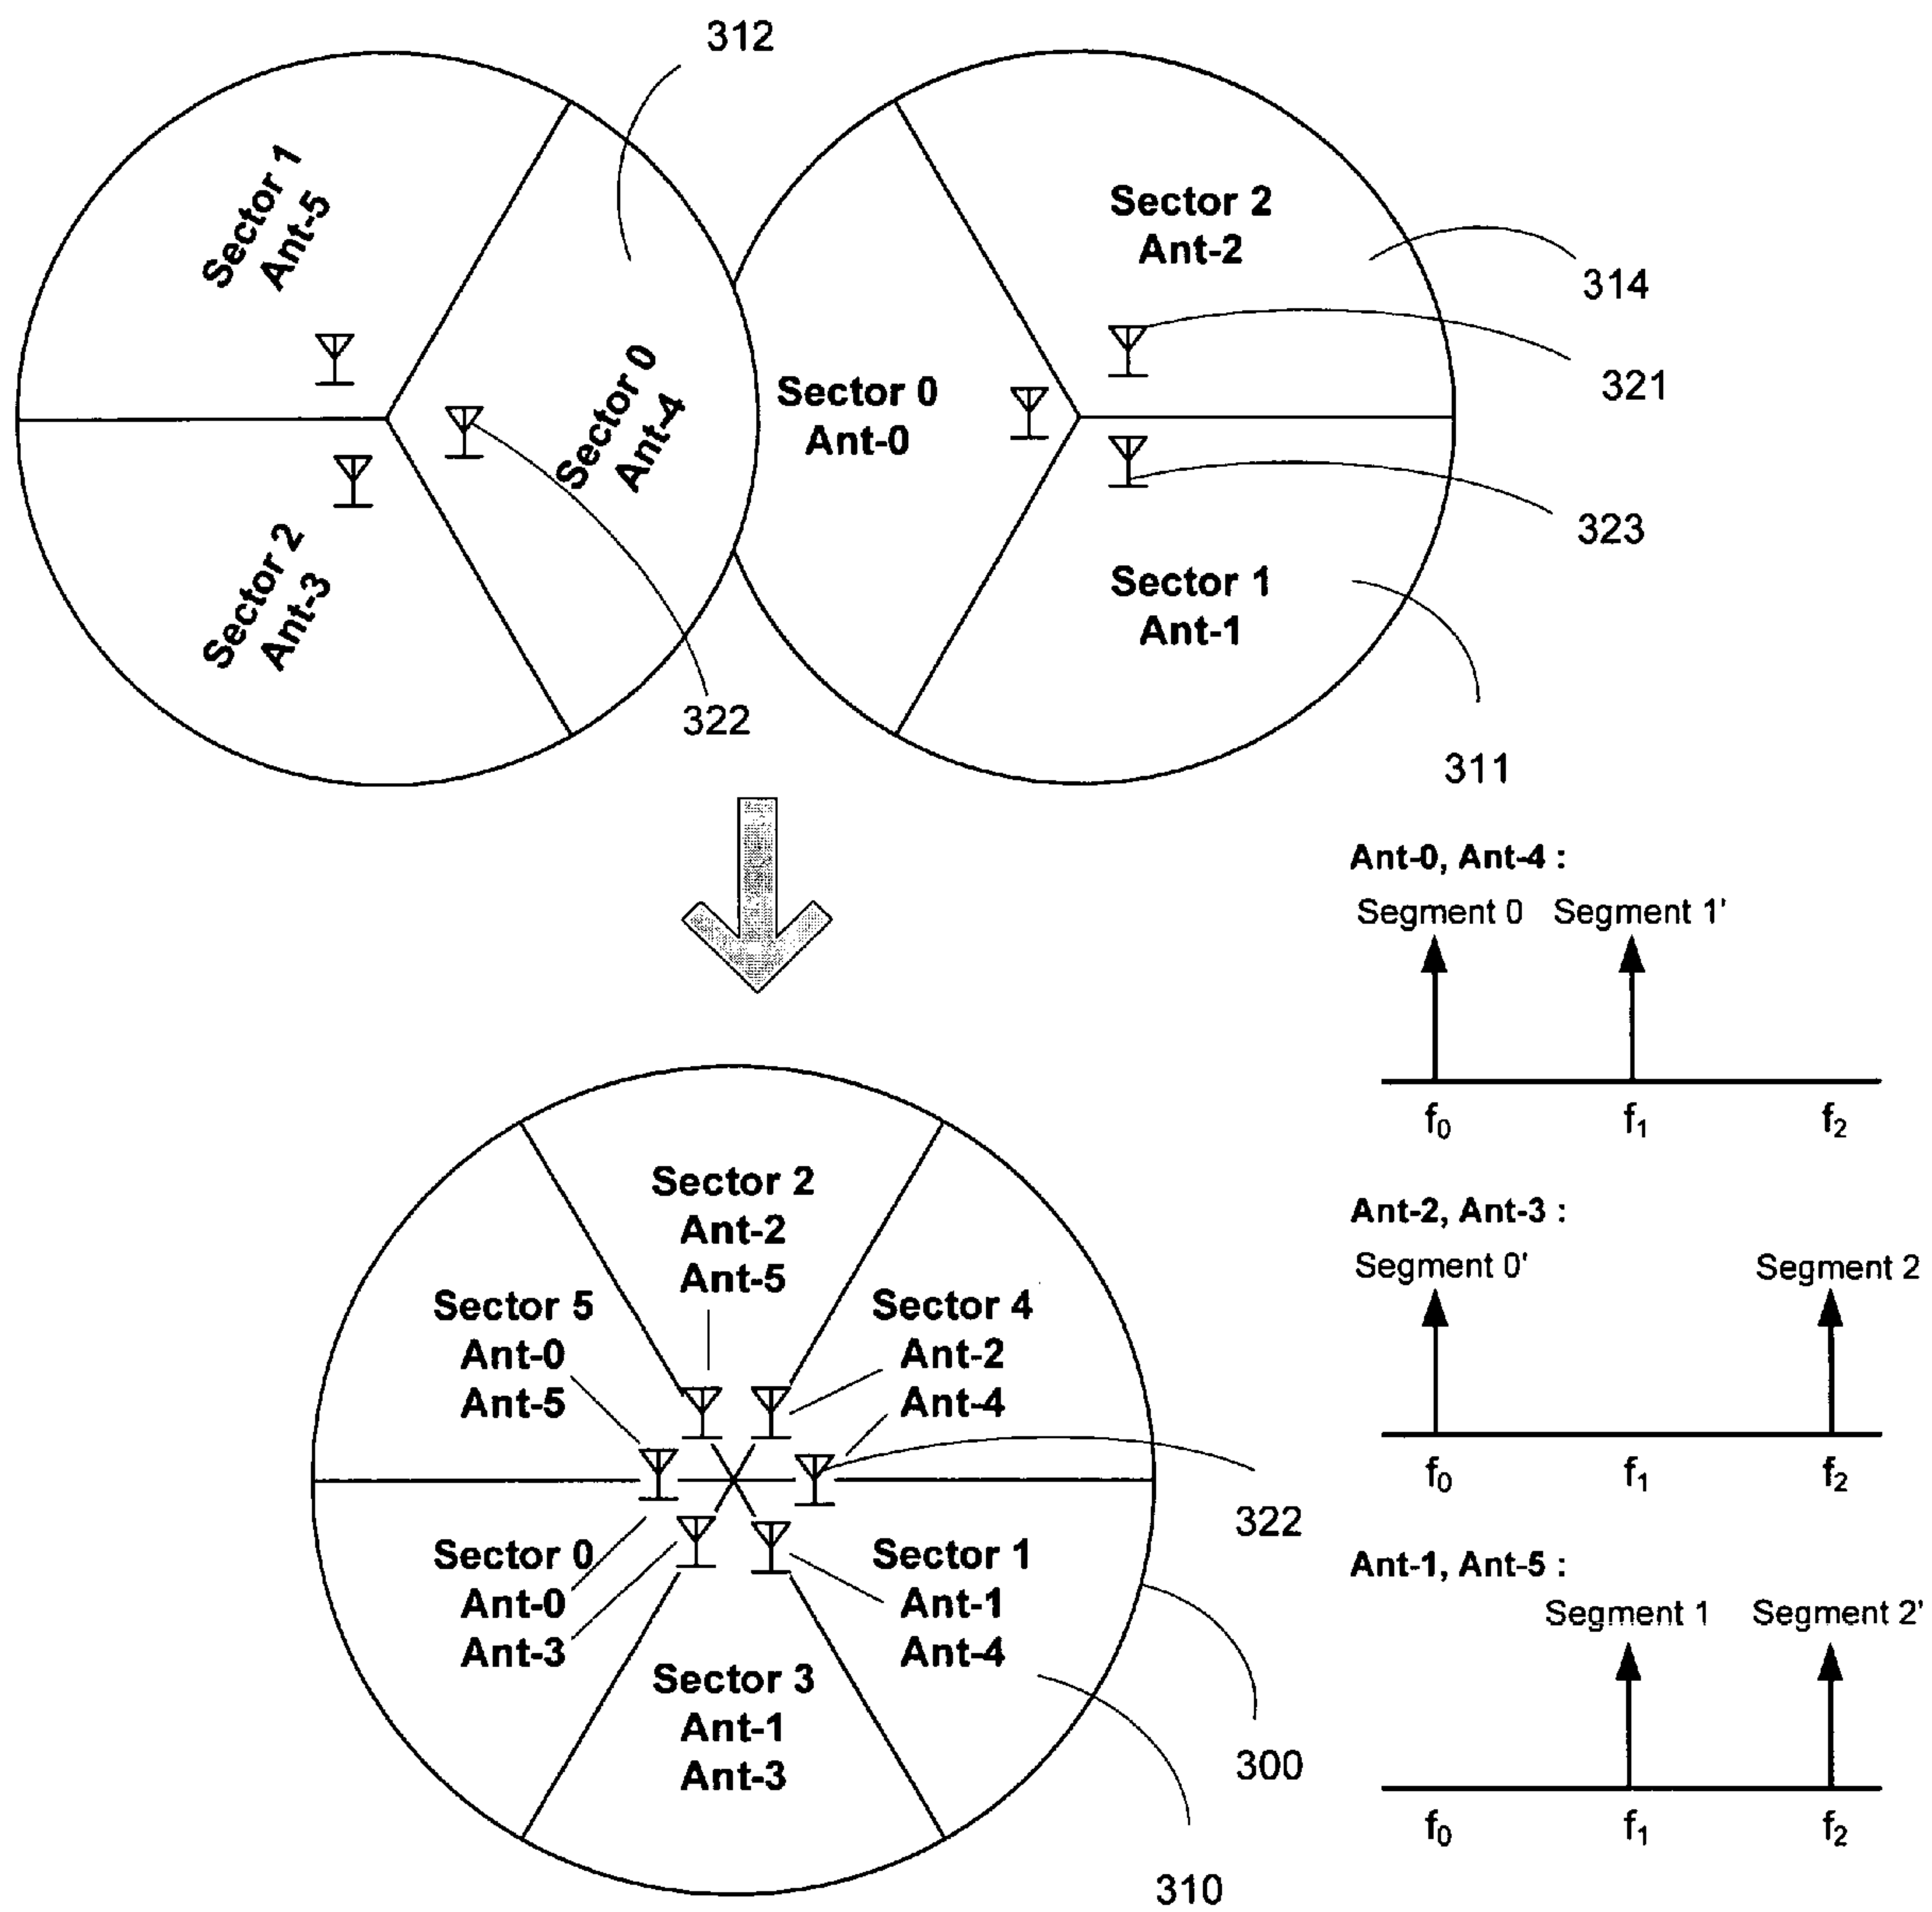 312
Sector 1
Ant-5
Sector 0
Ant-4
Sector 2
Ant-3
322
Sector 0
Ant-0
Sector 2
Ant-2
314
321
323
Sector 1
Ant-1
311
Ant-0, Ant-4 :
Segment 0 Segment 1'
f0 f1 f2
Ant-2, Ant-3 :
Segment 0' Segment 2
f0 f1 f2
Ant-1, Ant-5 :
Segment 1 Segment 2'
f0 f1 f2
Sector 2
Ant-2
Ant-5
Sector 5
Ant-0
Ant-5
Sector 4
Ant-2
Ant-4
322
Sector 0
Ant-0
Ant-3
Sector 1
Ant-1
Ant-4
Sector 3
Ant-1
Ant-3
300
310